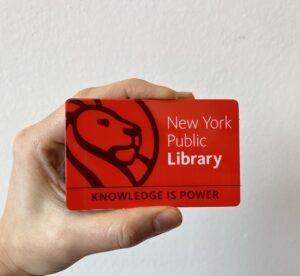 New York
Public
Library
KNOWLEDGE IS POWER